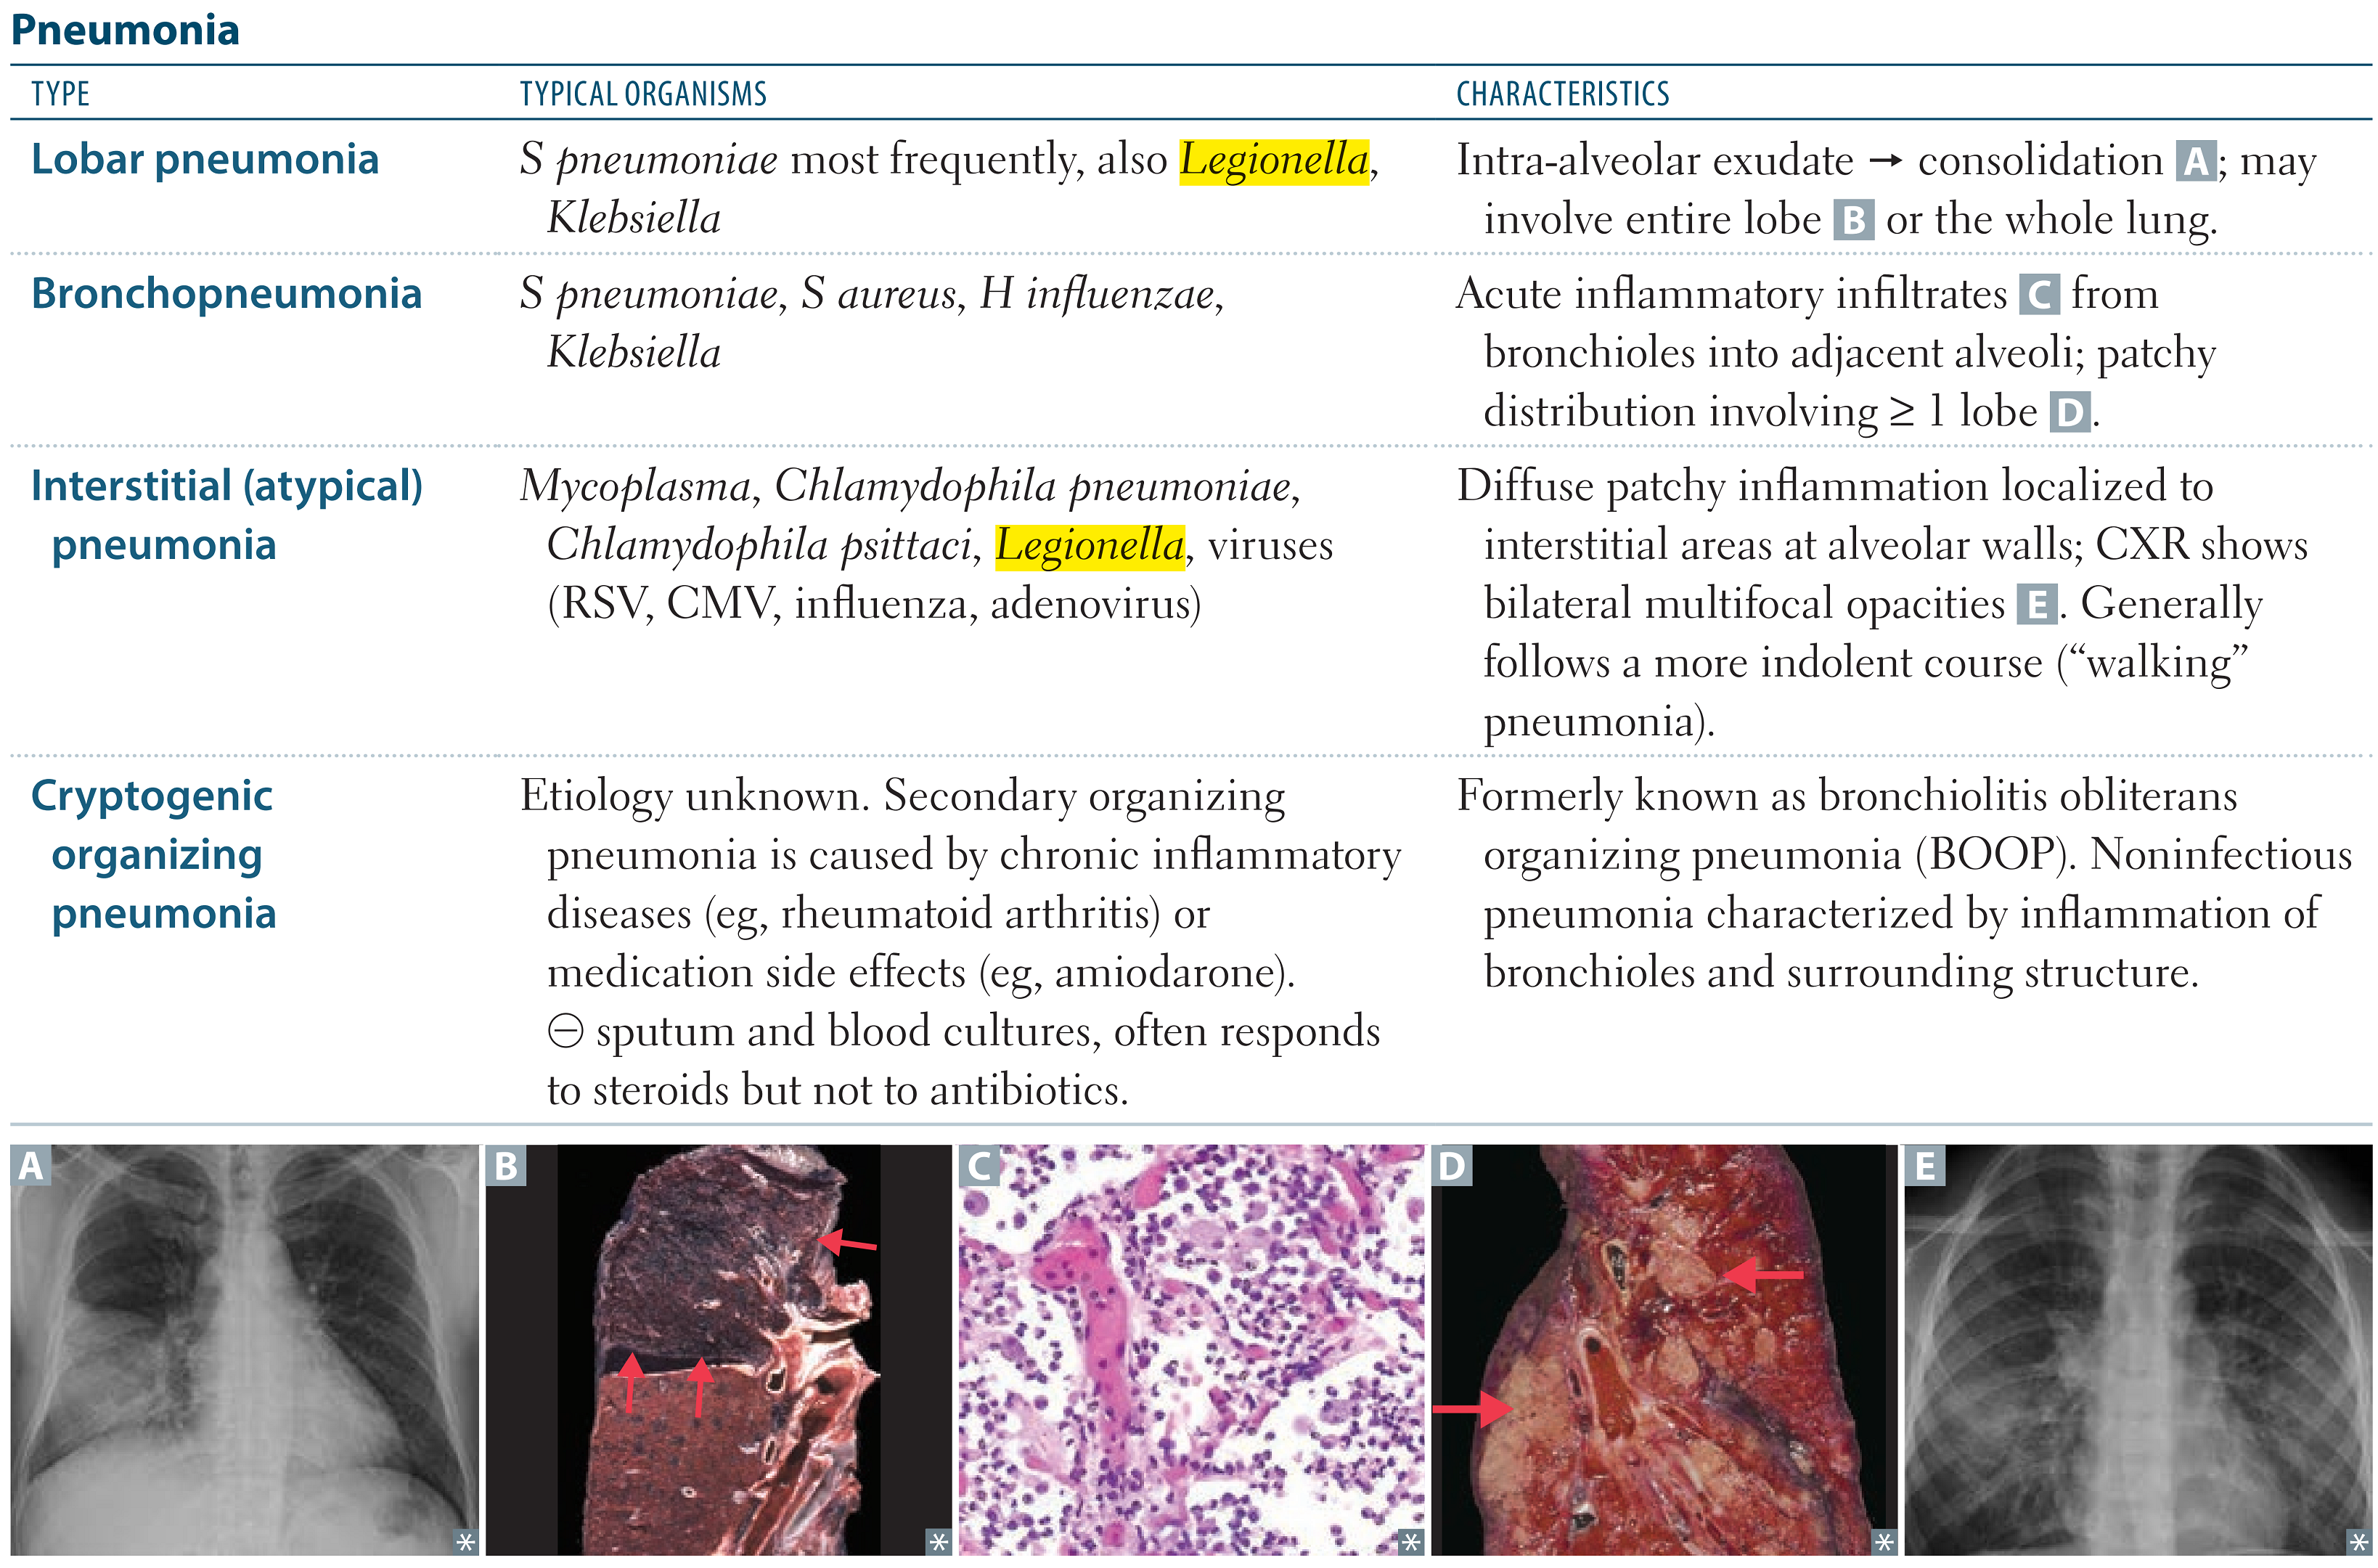 Pneumonia
TYPE
TYPICAL ORGANISMS
CHARACTERISTICS
Lobar pneumonia
S pneumoniae most frequently, also Legionella,
Klebsiella
Intra-alveolar exudate → consolidation A; may
involve entire lobe B or the whole lung.
Bronchopneumonia
S pneumoniae, S aureus, H influenzae,
Klebsiella
Acute inflammatory infiltrates C from
bronchioles into adjacent alveoli; patchy
distribution involving ≥ 1 lobe D.
Interstitial (atypical)
pneumonia
Mycoplasma, Chlamydophila pneumoniae,
Chlamydophila psittaci, Legionella, viruses
(RSV, CMV, influenza, adenovirus)
Diffuse patchy inflammation localized to
interstitial areas at alveolar walls; CXR shows
bilateral multifocal opacities E. Generally
follows a more indolent course (“walking”
pneumonia).
Cryptogenic
organizing
pneumonia
Etiology unknown. Secondary organizing
pneumonia is caused by chronic inflammatory
diseases (eg, rheumatoid arthritis) or
medication side effects (eg, amiodarone).
⊖ sputum and blood cultures, often responds
to steroids but not to antibiotics.
Formerly known as bronchiolitis obliterans
organizing pneumonia (BOOP). Noninfectious
pneumonia characterized by inflammation of
bronchioles and surrounding structure.
A
B
C
D
E
* * * * *